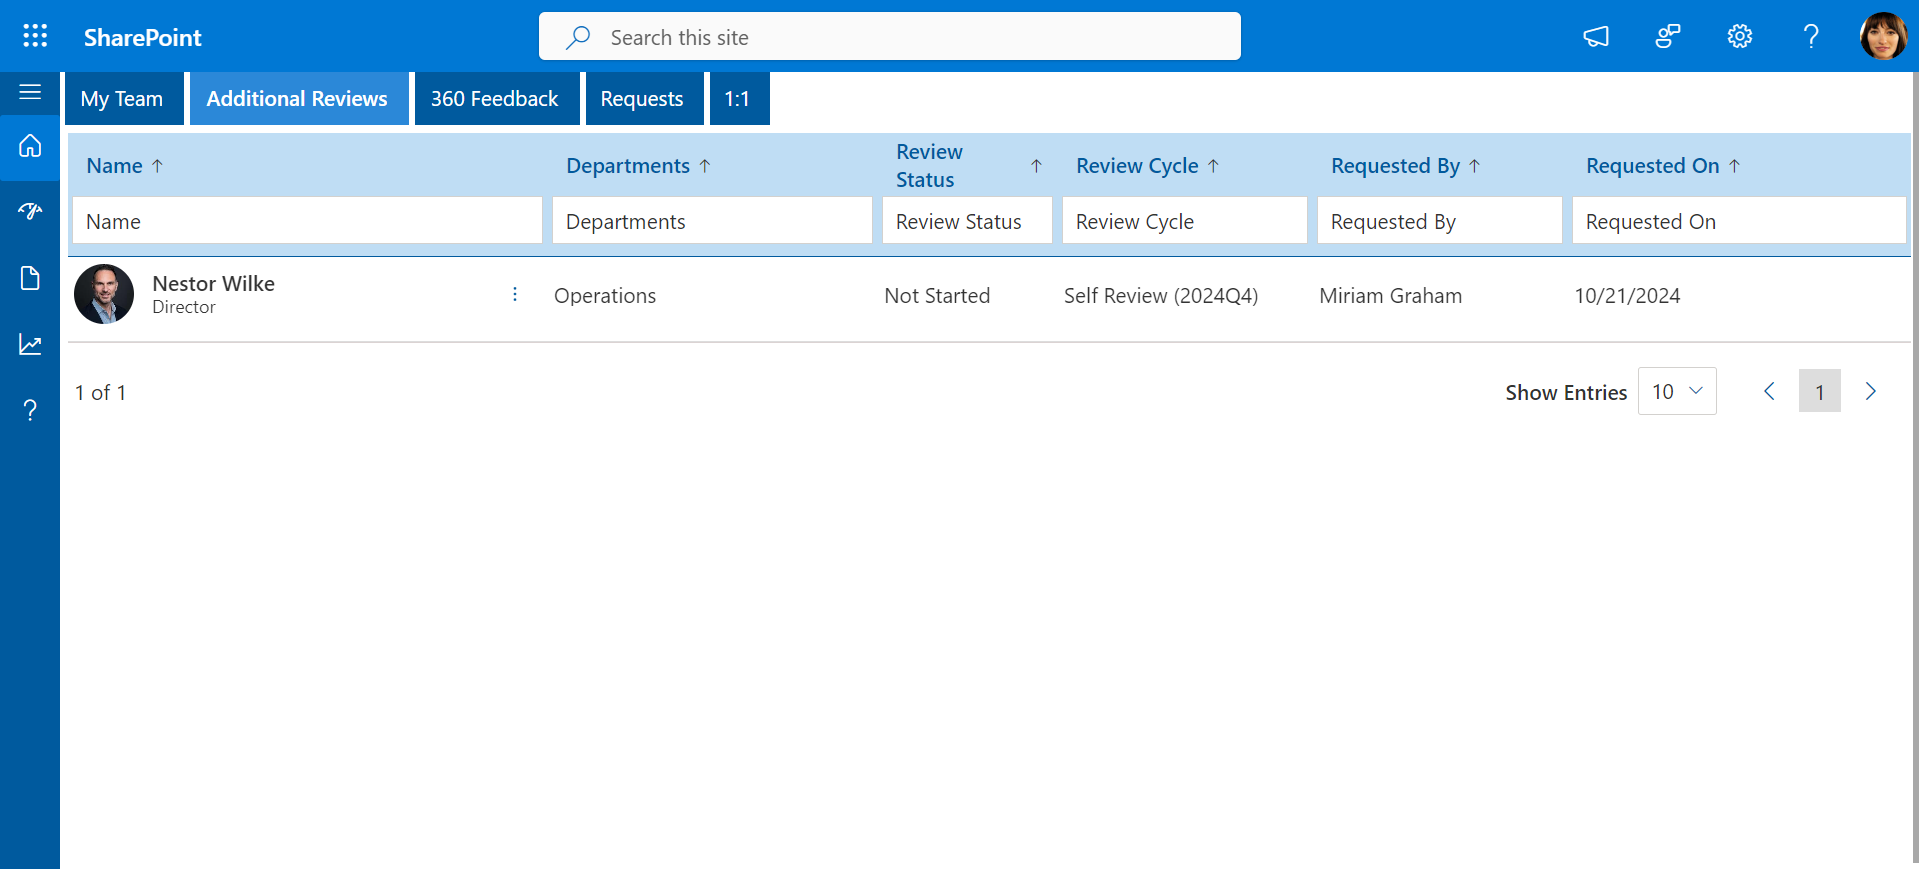 SharePoint
Search this site
My Team
Additional Reviews
360 Feedback
Requests
1:1
Name
Departments
Review
Status
Review Cycle
Requested By
Requested On
Name
Departments
Review Status
Review Cycle
Requested By
Requested On
Nestor Wilke
Director
Operations
Not Started
Self Review (2024Q4)
Miriam Graham
10/21/2024
1 of 1
Show Entries
10
1